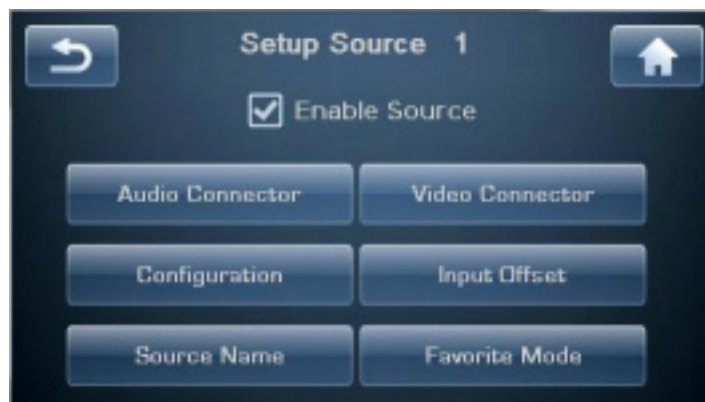 Setup Source 1
Enable Source
Audio Connector Video Connector
Configuration Input Offset
Source Name Favorite Mode